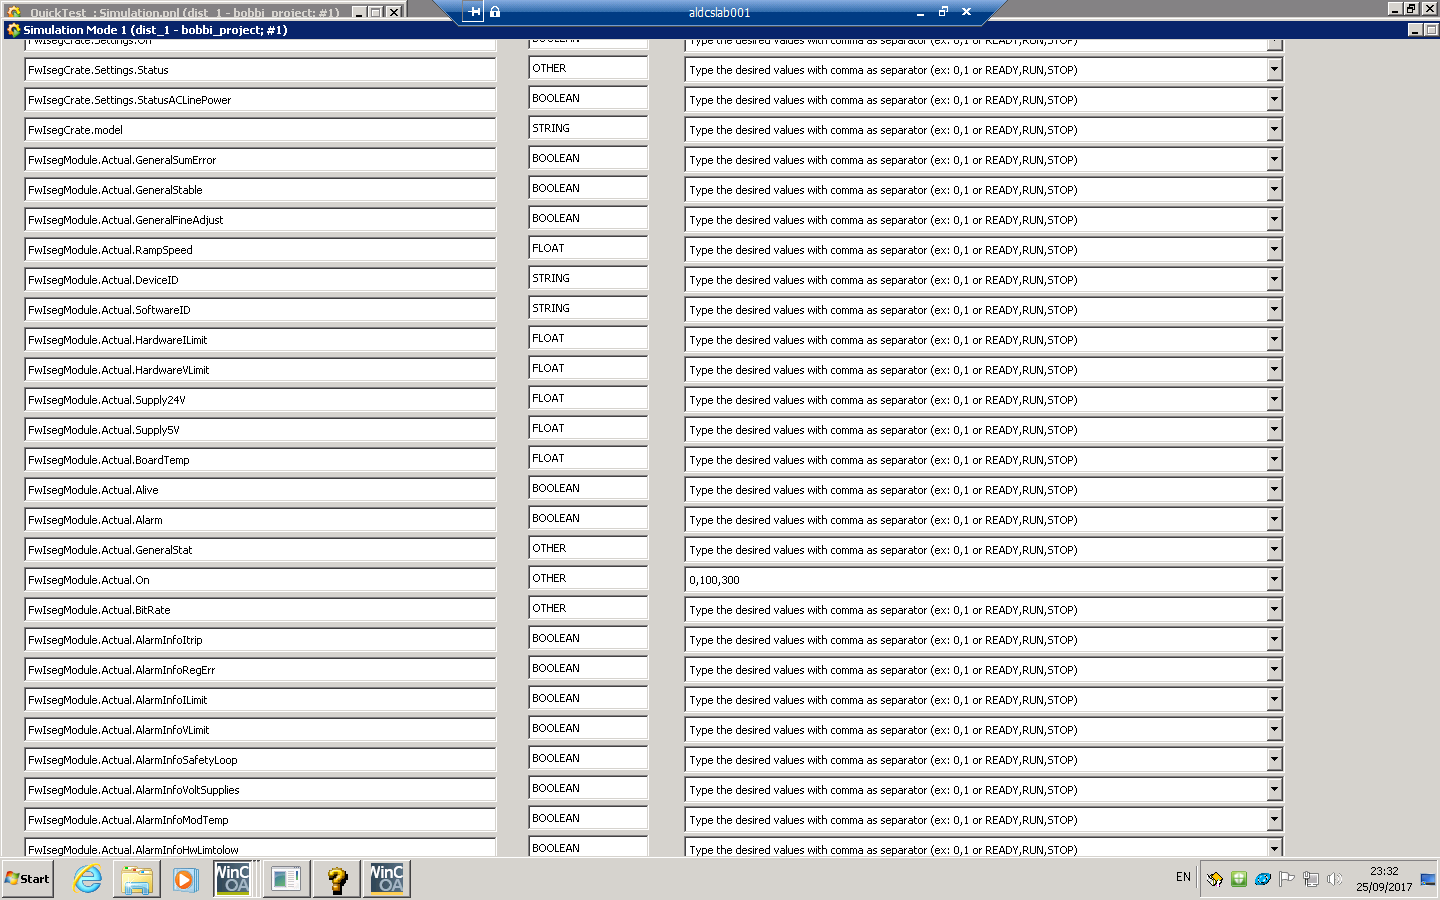 QuickTest : Simulation.pnl (dist_1 - bobbi_project; #1)
aldcslab001
Simulation Mode 1 (dist_1 - bobbi_project; #1)
FwIsegCrate.Settings.On BOOLEAN Type the desired values with comma as separator (ex: 0,1 or READY,RUN,STOP)
FwIsegCrate.Settings.Status OTHER Type the desired values with comma as separator (ex: 0,1 or READY,RUN,STOP)
FwIsegCrate.Settings.StatusACLinePower BOOLEAN Type the desired values with comma as separator (ex: 0,1 or READY,RUN,STOP)
FwIsegCrate.model STRING Type the desired values with comma as separator (ex: 0,1 or READY,RUN,STOP)
FwIsegModule.Actual.GeneralSumError BOOLEAN Type the desired values with comma as separator (ex: 0,1 or READY,RUN,STOP)
FwIsegModule.Actual.GeneralStable BOOLEAN Type the desired values with comma as separator (ex: 0,1 or READY,RUN,STOP)
FwIsegModule.Actual.GeneralFineAdjust BOOLEAN Type the desired values with comma as separator (ex: 0,1 or READY,RUN,STOP)
FwIsegModule.Actual.RampSpeed FLOAT Type the desired values with comma as separator (ex: 0,1 or READY,RUN,STOP)
FwIsegModule.Actual.DeviceID STRING Type the desired values with comma as separator (ex: 0,1 or READY,RUN,STOP)
FwIsegModule.Actual.SoftwareID STRING Type the desired values with comma as separator (ex: 0,1 or READY,RUN,STOP)
FwIsegModule.Actual.HardwareILimit FLOAT Type the desired values with comma as separator (ex: 0,1 or READY,RUN,STOP)
FwIsegModule.Actual.HardwareVLimit FLOAT Type the desired values with comma as separator (ex: 0,1 or READY,RUN,STOP)
FwIsegModule.Actual.Supply24V FLOAT Type the desired values with comma as separator (ex: 0,1 or READY,RUN,STOP)
FwIsegModule.Actual.Supply5V FLOAT Type the desired values with comma as separator (ex: 0,1 or READY,RUN,STOP)
FwIsegModule.Actual.BoardTemp FLOAT Type the desired values with comma as separator (ex: 0,1 or READY,RUN,STOP)
FwIsegModule.Actual.Alive BOOLEAN Type the desired values with comma as separator (ex: 0,1 or READY,RUN,STOP)
FwIsegModule.Actual.Alarm BOOLEAN Type the desired values with comma as separator (ex: 0,1 or READY,RUN,STOP)
FwIsegModule.Actual.GeneralStat OTHER Type the desired values with comma as separator (ex: 0,1 or READY,RUN,STOP)
FwIsegModule.Actual.On OTHER 0,100,300
FwIsegModule.Actual.BitRate OTHER Type the desired values with comma as separator (ex: 0,1 or READY,RUN,STOP)
FwIsegModule.Actual.AlarmInfoItrip BOOLEAN Type the desired values with comma as separator (ex: 0,1 or READY,RUN,STOP)
FwIsegModule.Actual.AlarmInfoRegErr BOOLEAN Type the desired values with comma as separator (ex: 0,1 or READY,RUN,STOP)
FwIsegModule.Actual.AlarmInfoILimit BOOLEAN Type the desired values with comma as separator (ex: 0,1 or READY,RUN,STOP)
FwIsegModule.Actual.AlarmInfoVLimit BOOLEAN Type the desired values with comma as separator (ex: 0,1 or READY,RUN,STOP)
FwIsegModule.Actual.AlarmInfoSafetyLoop BOOLEAN Type the desired values with comma as separator (ex: 0,1 or READY,RUN,STOP)
FwIsegModule.Actual.AlarmInfoVoltSupplies BOOLEAN Type the desired values with comma as separator (ex: 0,1 or READY,RUN,STOP)
FwIsegModule.Actual.AlarmInfoModTemp BOOLEAN Type the desired values with comma as separator (ex: 0,1 or READY,RUN,STOP)
FwIsegModule.Actual.AlarmInfoHwLimtolow BOOLEAN Type the desired values with comma as separator (ex: 0,1 or READY,RUN,STOP)
Start
WinC
OA
WinC
OA
EN
23:32
25/09/2017